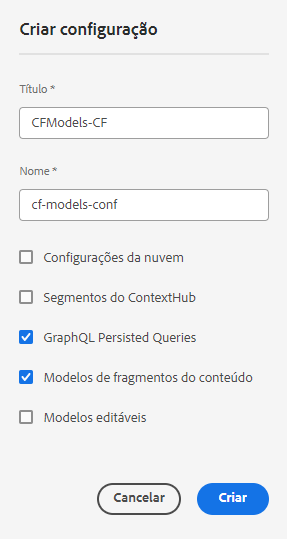 Criar configuração
Título *
CFModels-CF
Nome *
cf-models-conf
Configurações da nuvem
Segmentos do ContextHub
GraphQL Persisted Queries
Modelos de fragmentos do conteúdo
Modelos editáveis
Cancelar
Criar